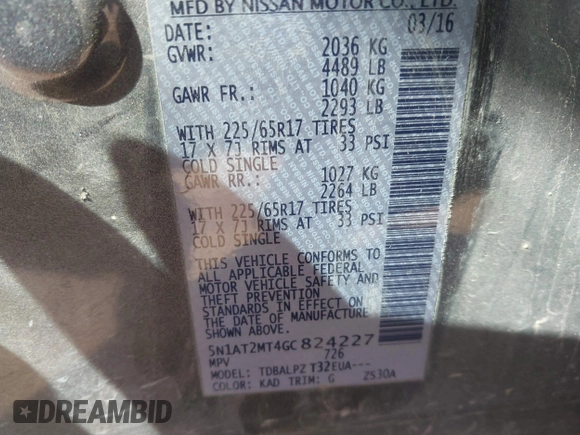 MFD BY NISSAN MOTOR CO., LTD.
DATE: 03/16
GVWR: 2036 KG
4489 LB
GAWR FR.: 1040 KG
2293 LB
WITH 225/65R17 TIRES
17 X 7J RIMS AT 33 PSI
COLD SINGLE
GAWR RR.: 1027 KG
2264 LB
WITH 225/65R17 TIRES
17 X 7J RIMS AT 33 PSI
COLD SINGLE
THIS VEHICLE CONFORMS TO
ALL APPLICABLE FEDERAL
MOTOR VEHICLE SAFETY AND
THEFT PREVENTION
STANDARDS IN EFFECT ON
THE DATE OF MANUFACTURE
SHOWN ABOVE.
5N1AT2MT4GC824227
MPV 726
MODEL: TDBALPZ T32EUA---
COLOR: KAD TRIM: G 2530A
DREAMBID